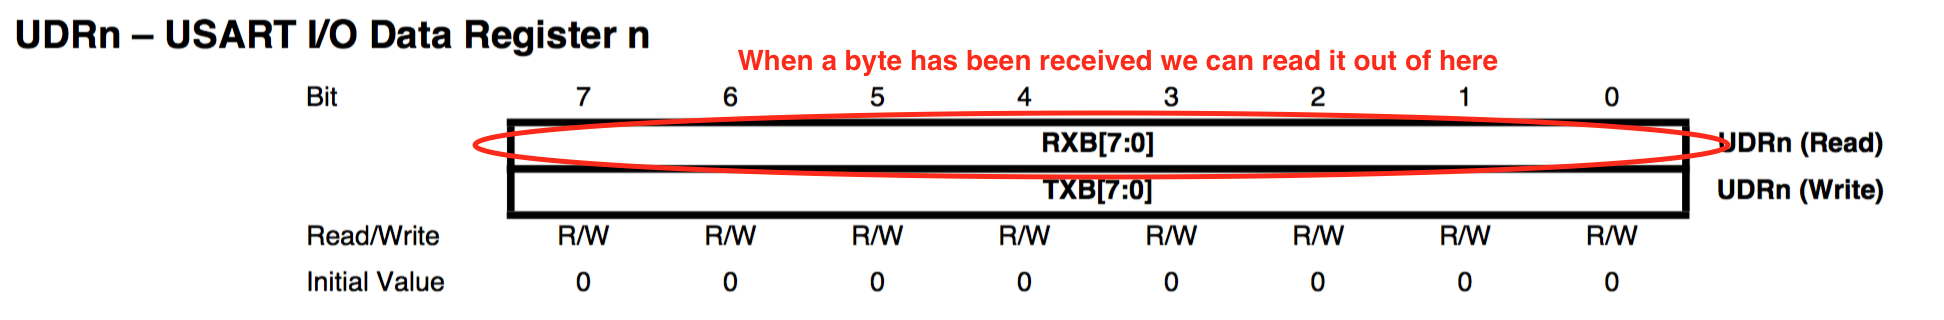 UDRn – USART I/O Data Register n
When a byte has been received we can read it out of here
Bit 7 6 5 4 3 2 1 0
RXB[7:0] UDRn (Read)
TXB[7:0] UDRn (Write)
Read/Write R/W R/W R/W R/W R/W R/W R/W R/W
Initial Value 0 0 0 0 0 0 0 0